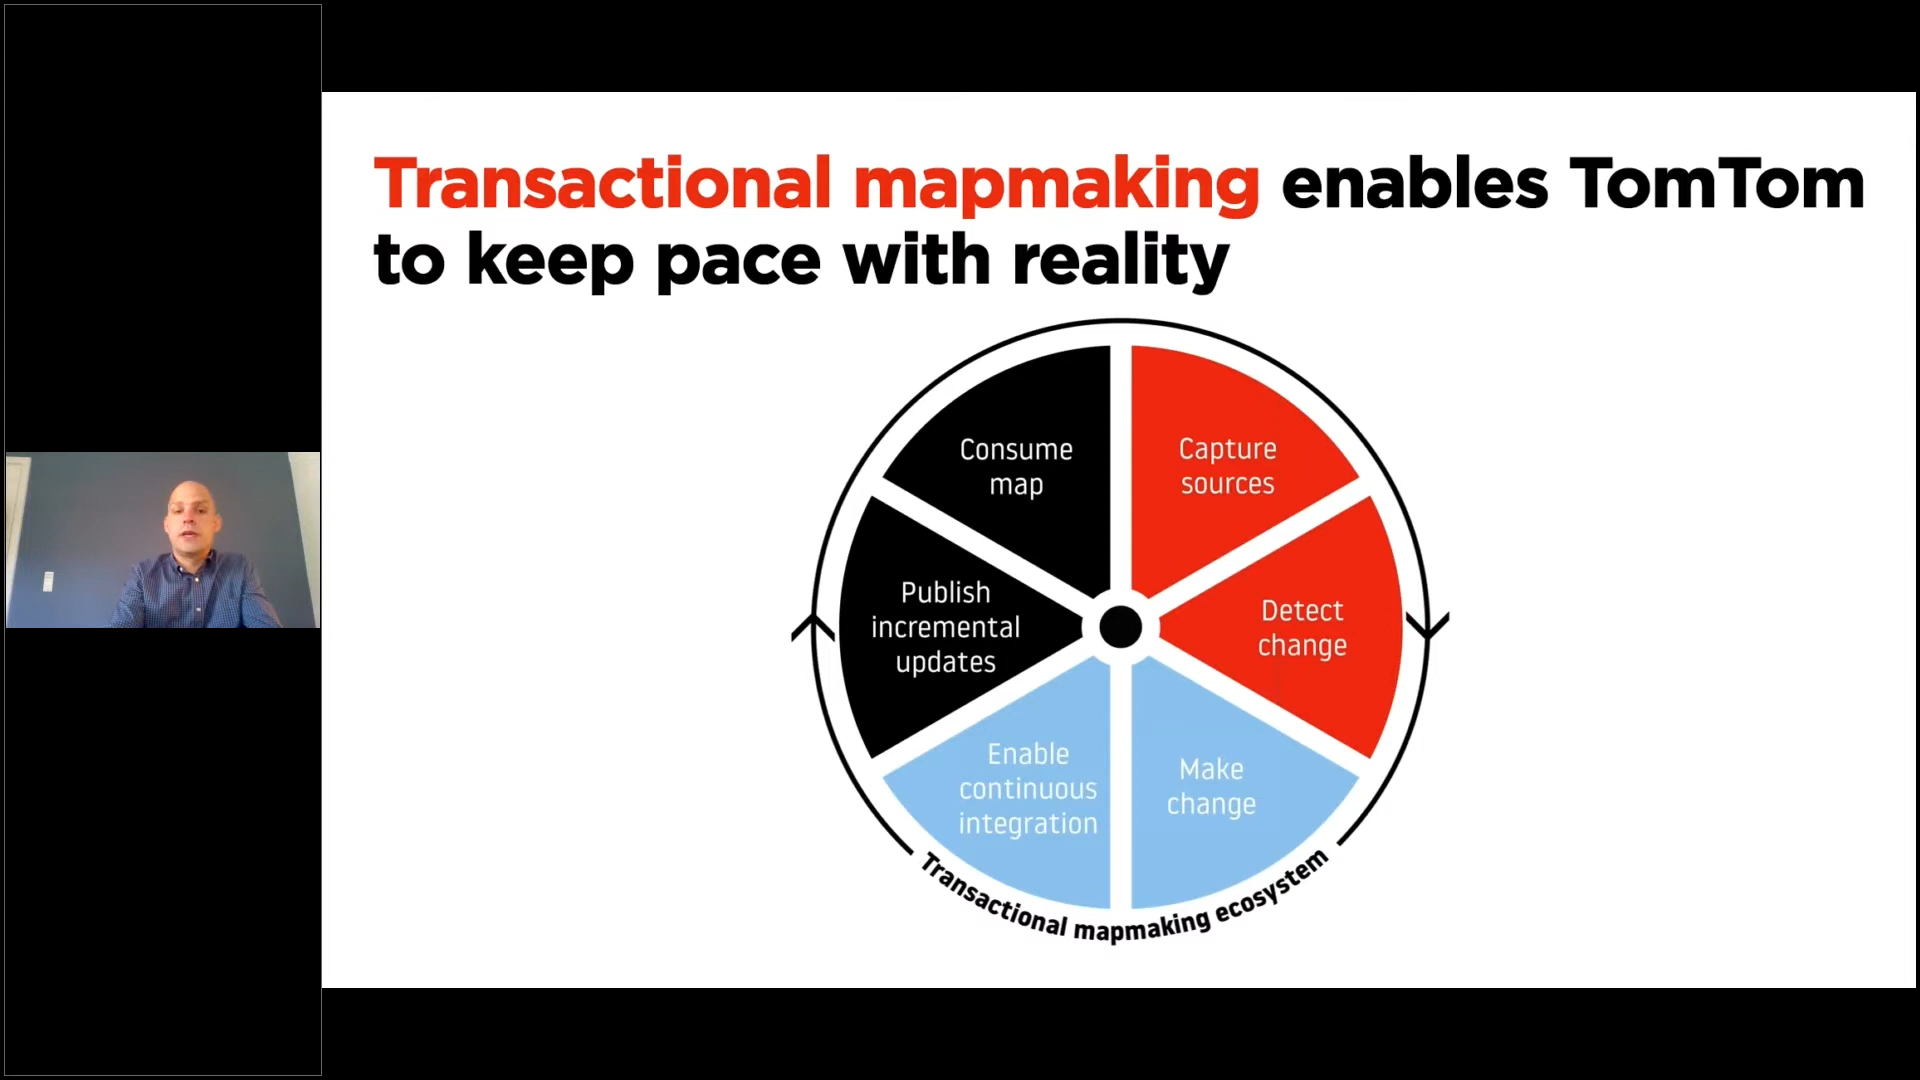 Transactional mapmaking enables TomTom
to keep pace with reality
Consume
map
Capture
sources
Publish
incremental
updates
Detect
change
Enable
continuous
integration
Make
change
Transactional mapmaking ecosystem